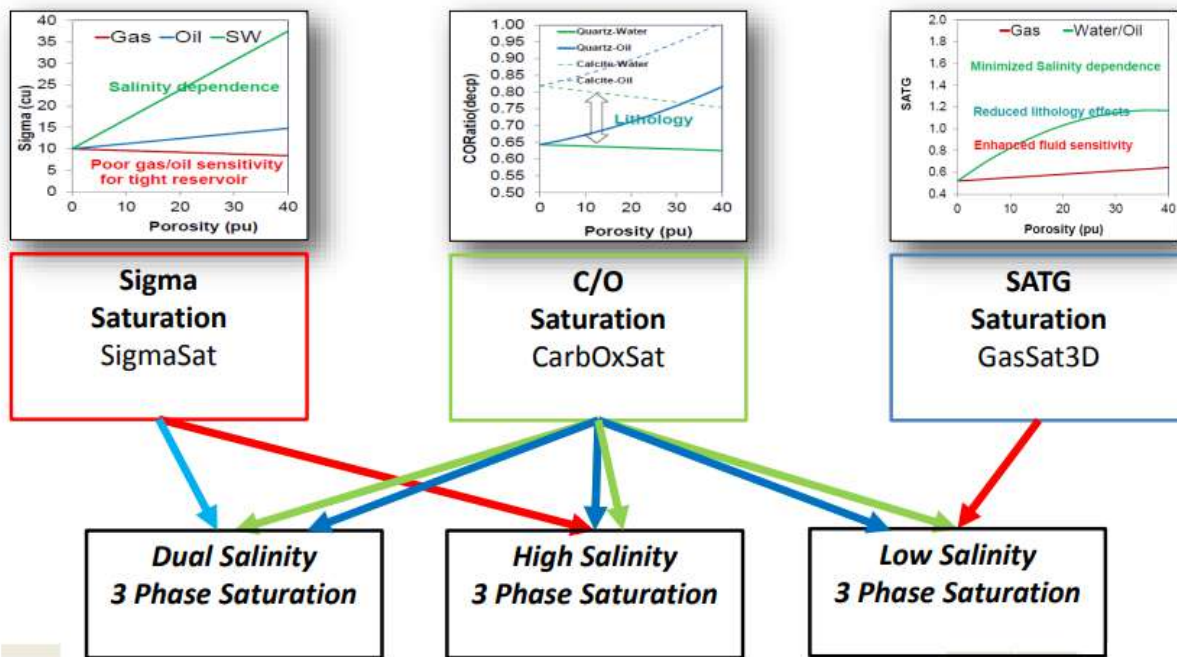 Sigma (cu)
40
35
30
25
20
15
10
5
0
Gas Oil SW
Salinity dependence
Poor gas/oil sensitivity
for tight reservoir
0 10 20 30 40
Porosity (pu)
CORatio(decp)
1.00
0.95
0.90
0.85
0.80
0.75
0.70
0.65
0.60
0.55
0.50
Quartz-Water
Quartz-Oil
Calcite-Water
Calcite-Oil
Lithology
0 10 20 30 40
Porosity (pu)
SATG
2.0
1.8
1.6
1.4
1.2
1.0
0.8
0.6
0.4
Gas Water/Oil
Minimized Salinity dependence
Reduced lithology effects
Enhanced fluid sensitivity
0 10 20 30 40
Porosity (pu)
Sigma
Saturation
SigmaSat
C/O
Saturation
CarbOxSat
SATG
Saturation
GasSat3D
Dual Salinity
3 Phase Saturation
High Salinity
3 Phase Saturation
Low Salinity
3 Phase Saturation